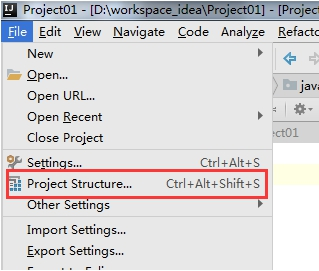 Project01 - [D:\workspace_idea\Project01] - [Projec
File Edit View Navigate Code Analyze Refacto
New
Open...
java
Open URL...
Open Recent
Close Project
ect01
Settings... Ctrl+Alt+S
Project Structure... Ctrl+Alt+Shift+S
Other Settings
Import Settings...
Export Settings...